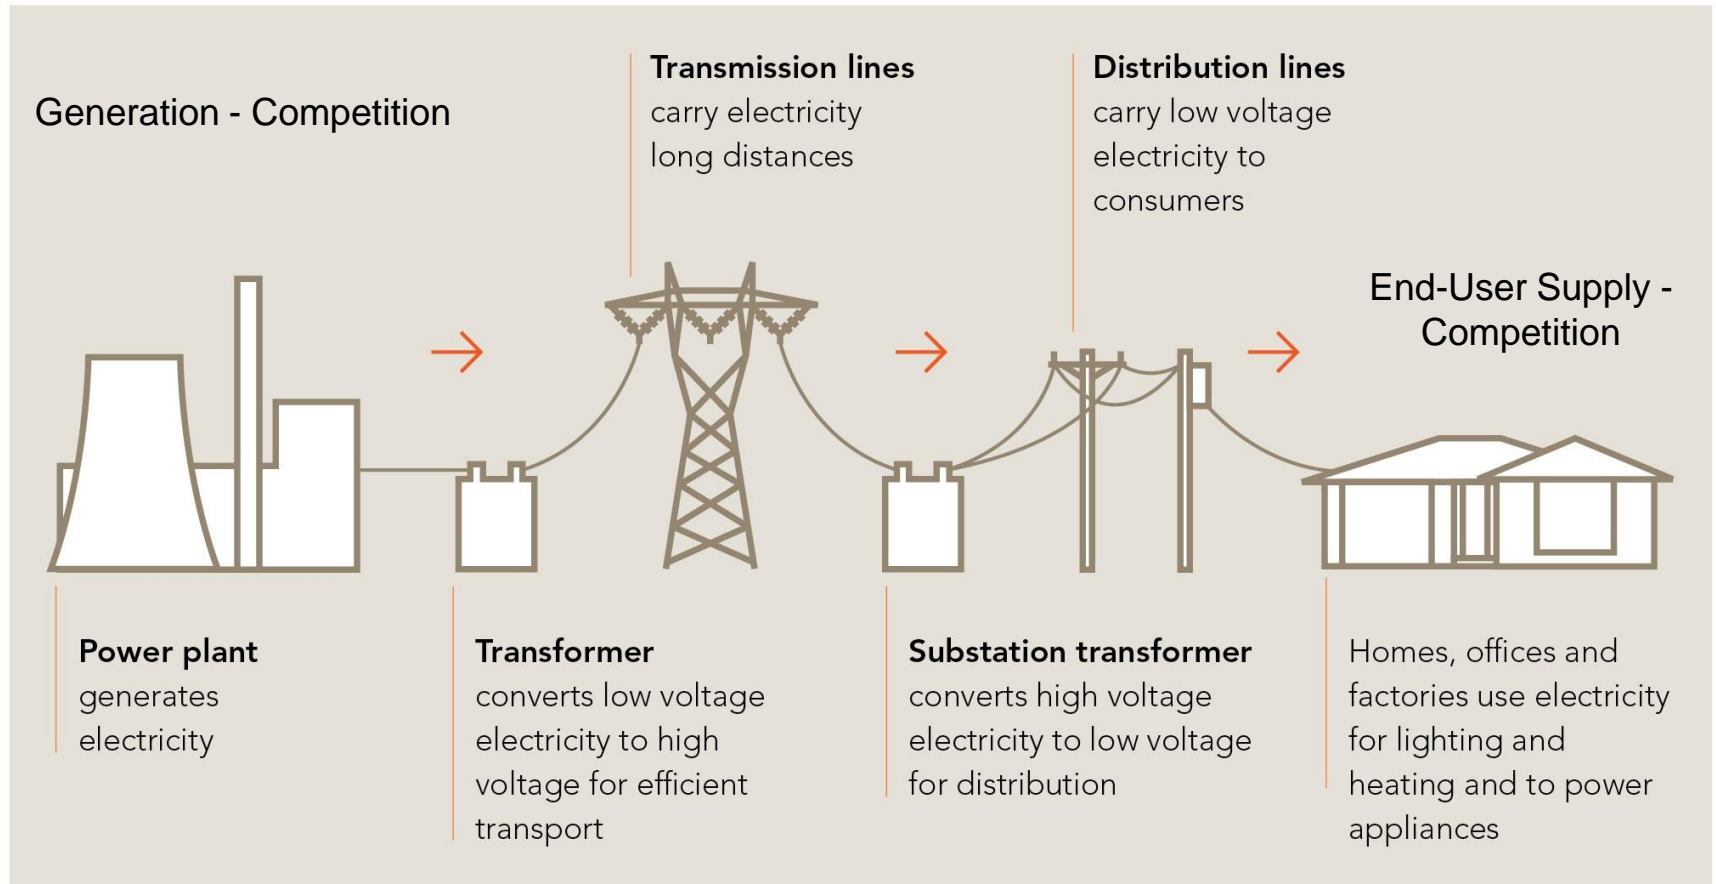 Generation - Competition
Transmission lines
carry electricity
long distances
Distribution lines
carry low voltage
electricity to
consumers
End-User Supply -
Competition
Power plant
generates
electricity
Transformer
converts low voltage
electricity to high
voltage for efficient
transport
Substation transformer
converts high voltage
electricity to low voltage
for distribution
Homes, offices and
factories use electricity
for lighting and
heating and to power
appliances